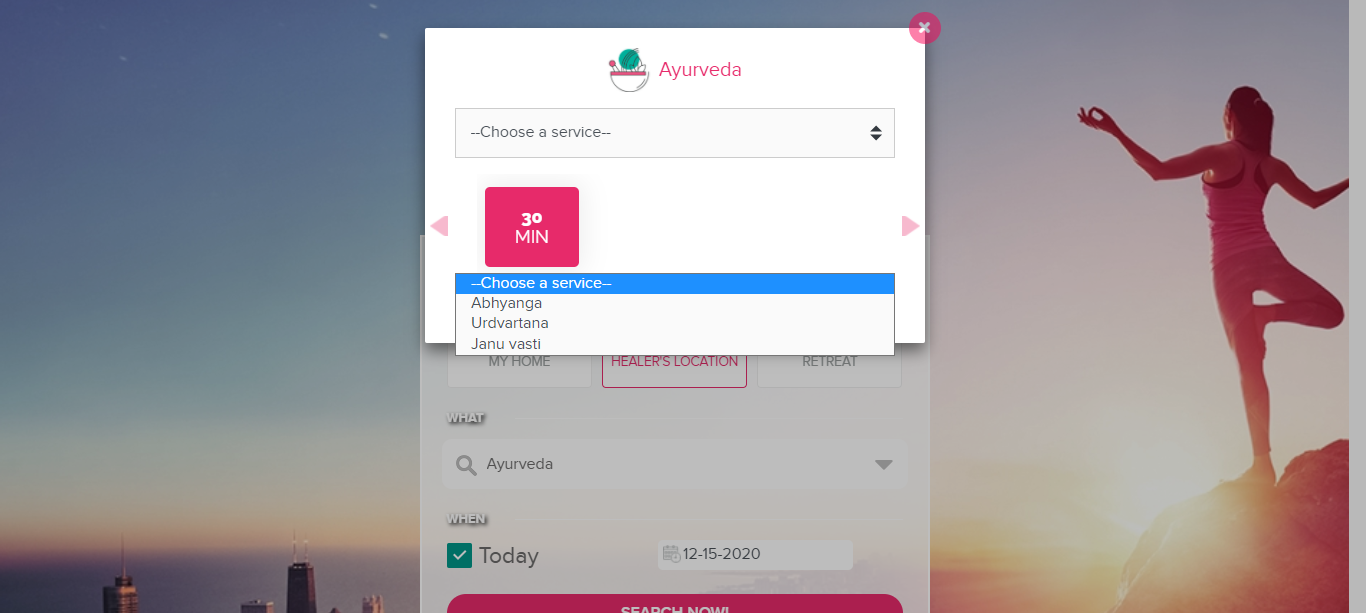 Ayurveda
--Choose a service--
30
MIN
--Choose a service--
Abhyanga
Urdvartana
Janu vasti
MY HOME
HEALER'S LOCATION
RETREAT
WHAT
Ayurveda
WHEN
Today
12-15-2020
SEARCH NOW!